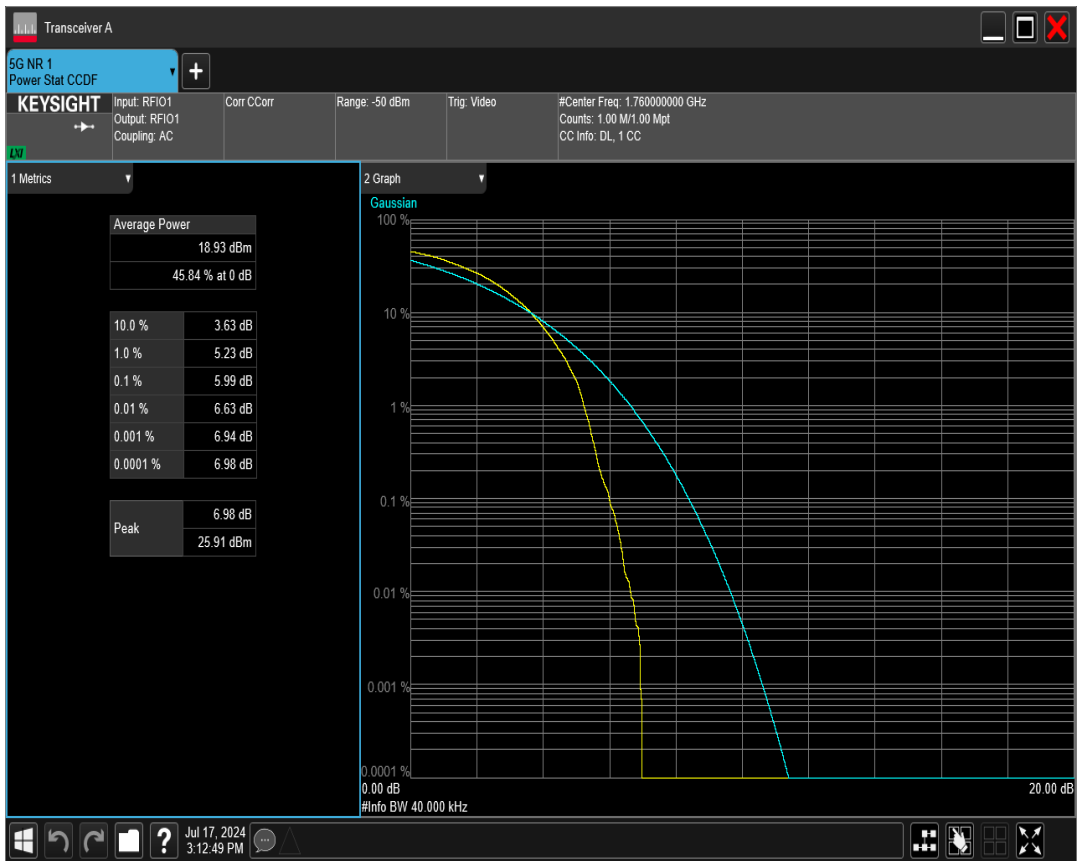 Transceiver A
5G NR 1
Power Stat CCDF
KEYSIGHT
LXI
Input: RFIO1
Output: RFIO1
Coupling: AC
Corr CCorr
Range: -50 dBm
Trig: Video
#Center Freq: 1.760000000 GHz
Counts: 1.00 M/1.00 Mpt
CC Info: DL, 1 CC
1 Metrics
Average Power
18.93 dBm
45.84 % at 0 dB
10.0 % 3.63 dB
1.0 % 5.23 dB
0.1 % 5.99 dB
0.01 % 6.63 dB
0.001 % 6.94 dB
0.0001 % 6.98 dB
Peak
6.98 dB
25.91 dBm
2 Graph
Gaussian
100 %
10 %
1 %
0.1 %
0.01 %
0.001 %
0.0001 %
0.00 dB 20.00 dB
#Info BW 40.000 kHz
Jul 17, 2024
3:12:49 PM